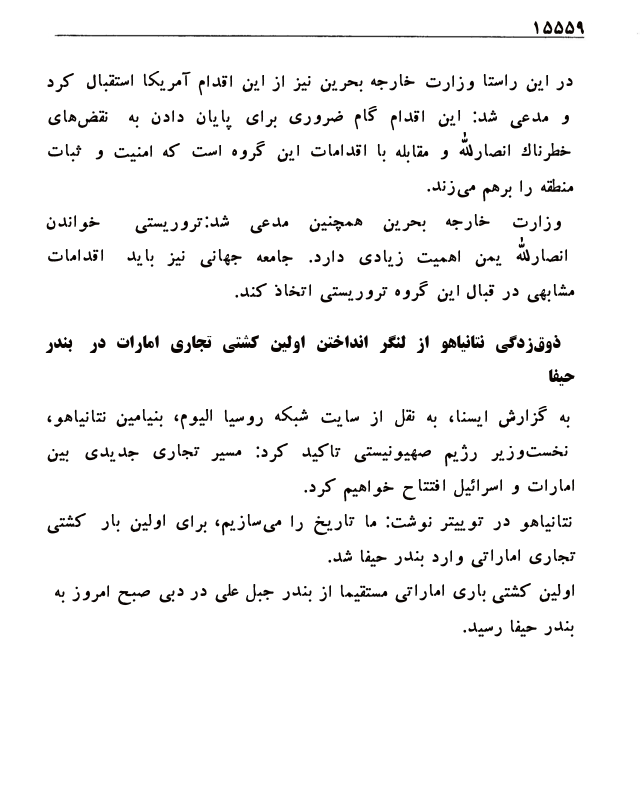 ۱۵۵۵۹
در این راستا وزارت خارجه بحرین نیز از این اقدام آمریکا استقبال کرد
و مدعی شد: این اقدام گام ضروری برای پایان دادن به نقض‌های
خطرناك انصارلله و مقابله با اقدامات این گروه است که امنیت و ثبات
منطقه را برهم می‌زند.
وزارت خارجه بحرین همچنین مدعی شد:تروریستی خواندن
انصارلله یمن اهمیت زیادی دارد. جامعه جهانی نیز باید اقدامات
مشابهی در قبال این گروه تروریستی اتخاذ کند.
ذوق‌زدگی نتانیاهو از لنگر انداختن اولین کشتی تجاری امارات در بندر
حیفا
به گزارش ایسنا، به نقل از سایت شبکه روسیا الیوم، بنیامین نتانیاهو،
نخست‌وزیر رژیم صهیونیستی تاکید کرد: مسیر تجاری جدیدی بین
امارات و اسرائیل افتتاح خواهیم کرد.
نتانیاهو در توییتر نوشت: ما تاریخ را می‌سازیم، برای اولین بار کشتی
تجاری اماراتی وارد بندر حیفا شد.
اولین کشتی باری اماراتی مستقیما از بندر جبل علی در دبی صبح امروز به
بندر حیفا رسید.